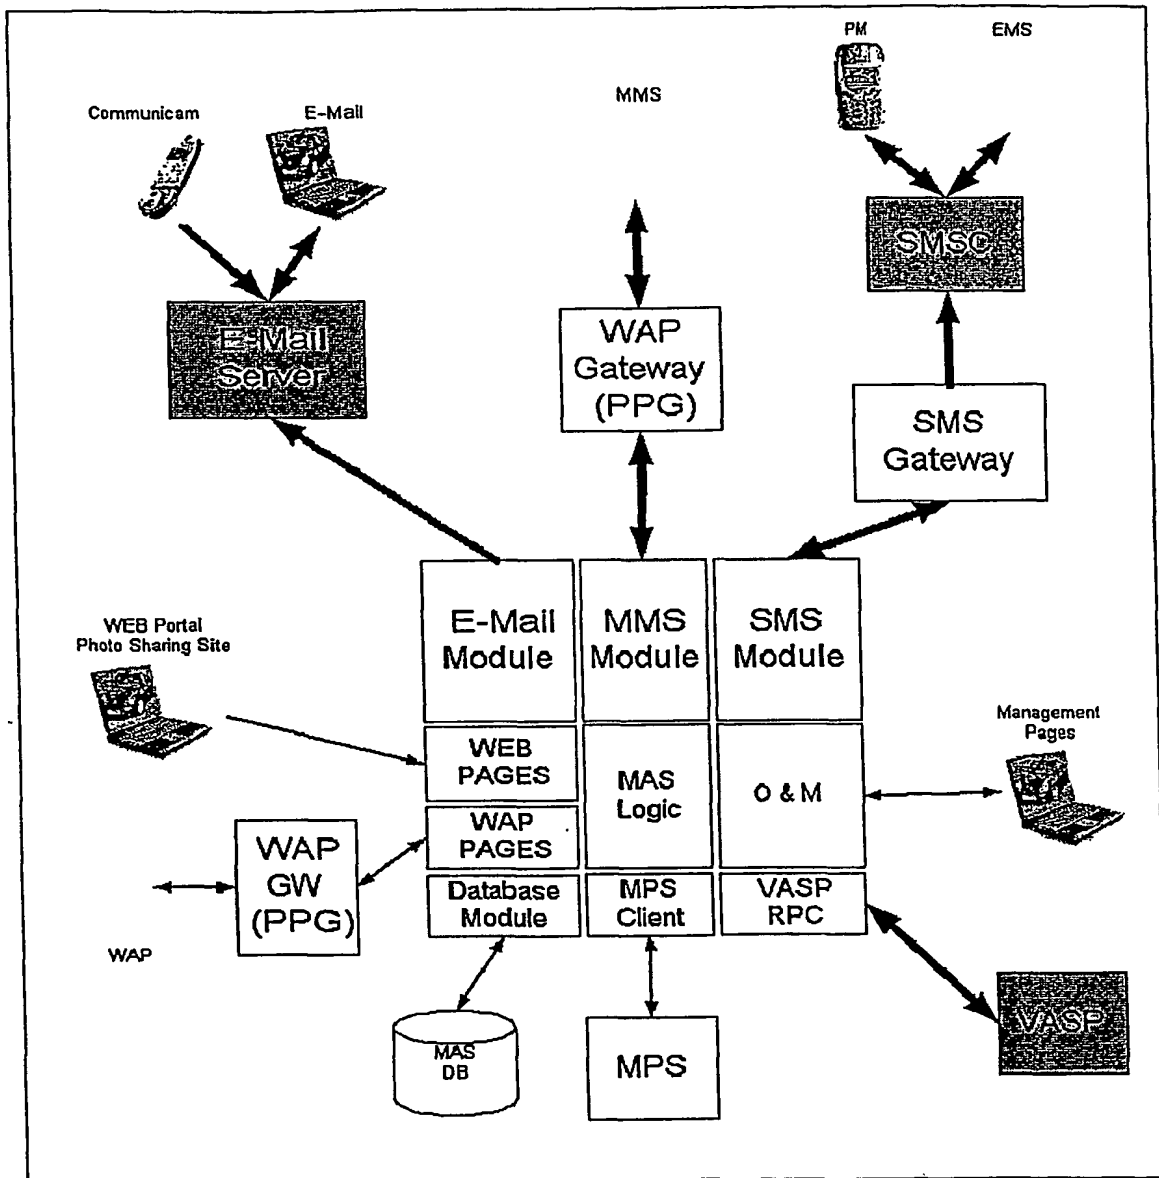 PM
EMS
MMS
Communicam
E-Mail
SMSC
E-Mail
Server
WAP
Gateway
(PPG)
SMS
Gateway
E-Mail
Module
MMS
Module
SMS
Module
WEB Portal
Photo Sharing Site
WEB
PAGES
MAS
Logic
O & M
Management
Pages
WAP
PAGES
WAP
GW
(PPG)
WAP
Database
Module
MPS
Client
VASP
RPC
VASP
MAS
DB
MPS